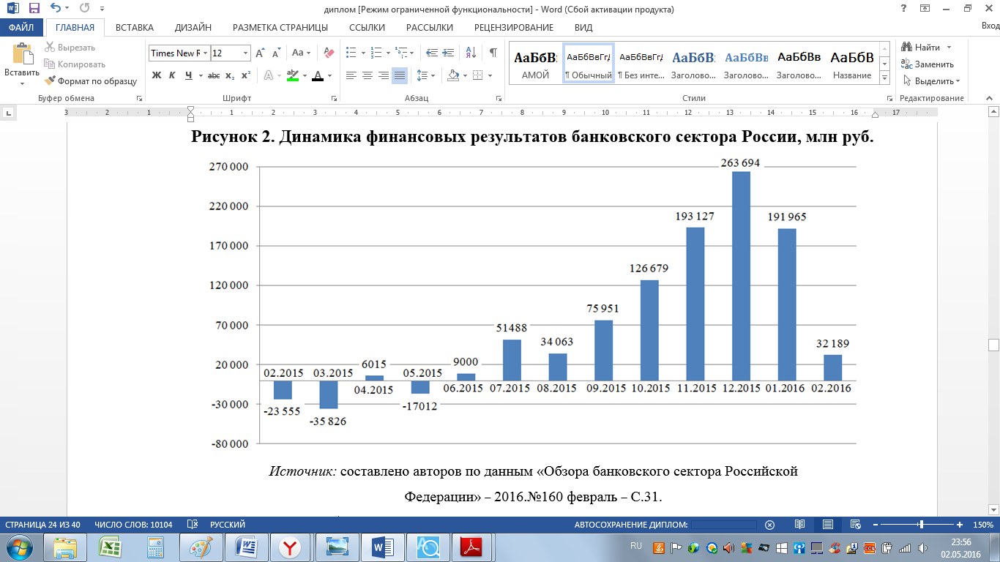 диплом [Режим ограниченной функциональности] - Word (Сбой активации продукта)
ФАЙЛ ГЛАВНАЯ ВСТАВКА ДИЗАЙН РАЗМЕТКА СТРАНИЦЫ ССЫЛКИ РАССЫЛКИ РЕЦЕНЗИРОВАНИЕ ВИД Вход
Вставить
Вырезать
Копировать
Формат по образцу
Буфер обмена
Times New R 12
Ж К Ч abc x₂ x²
Шрифт
Абзац
АаБбВ АаБбВвГг АаБбВвГг АаБбВ АаБбВв АаБбВв АаБбВ
АМОЙ ¶ Обычный ¶ Без инте... Заголово... Заголово... Заголово... Название
Стили
Найти
Заменить
Выделить
Редактирование
3 2 1 1 2 3 4 5 6 7 8 9 10 11 12 13 14 15 16 17
Рисунок 2. Динамика финансовых результатов банковского сектора России, млн руб.
270 000
220 000
170 000
120 000
70 000
20 000
-30 000
-80 000
-23 555 -35 826 6015 -17012 9000 51488 34 063 75 951 126 679 193 127 263 694 191 965 32 189
02.2015 03.2015 04.2015 05.2015 06.2015 07.2015 08.2015 09.2015 10.2015 11.2015 12.2015 01.2016 02.2016
Источник: составлено авторов по данным «Обзора банковского сектора Российской
Федерации» – 2016.№160 февраль – С.31.
СТРАНИЦА 24 ИЗ 40 ЧИСЛО СЛОВ: 10104 РУССКИЙ АВТОСОХРАНЕНИЕ ДИПЛОМ: 150%
RU
23:56
02.05.2016